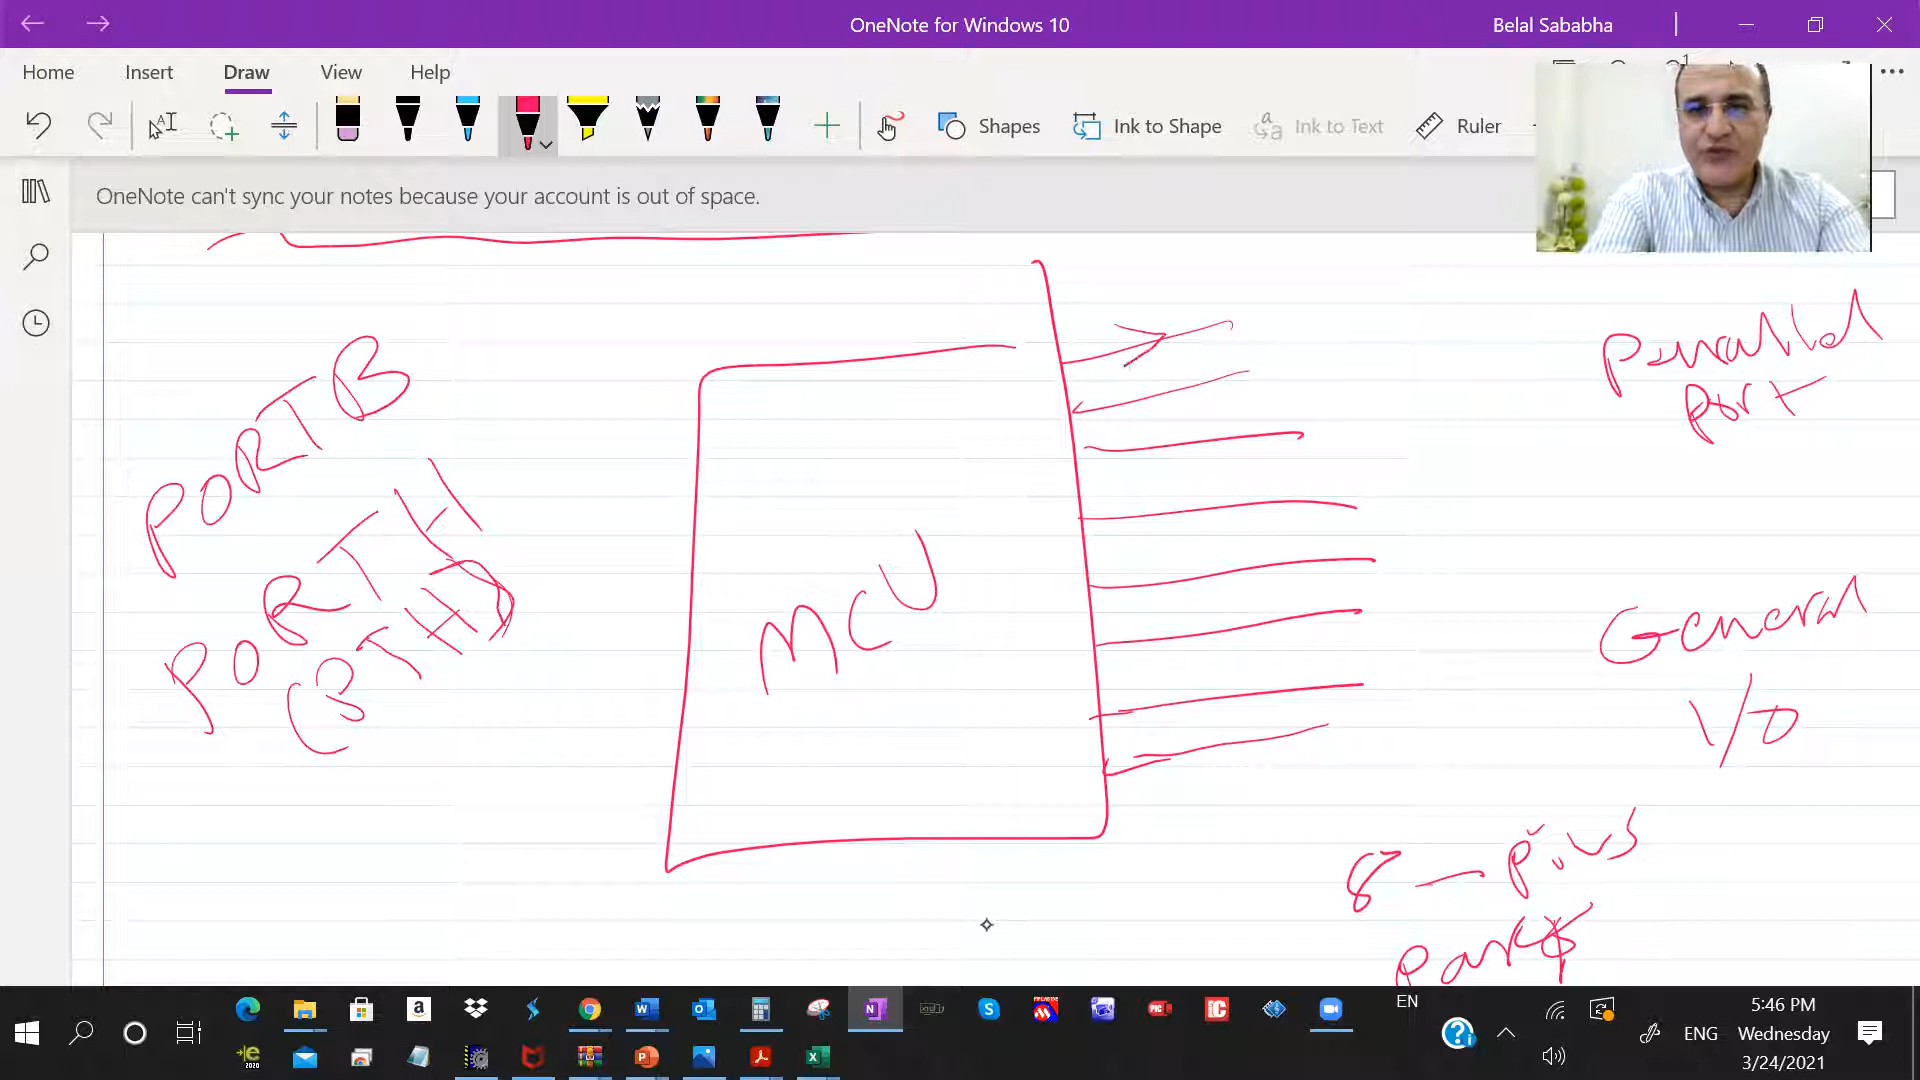 OneNote for Windows 10
Belal Sababha
Home Insert Draw View Help
Shapes Ink to Shape Ink to Text Ruler
OneNote can't sync your notes because your account is out of space.
PORTB
PORTH
(PTH)
MCU
Parallel
Port
General
I/O
8-pins
Port
EN
5:46 PM
ENG Wednesday
3/24/2021